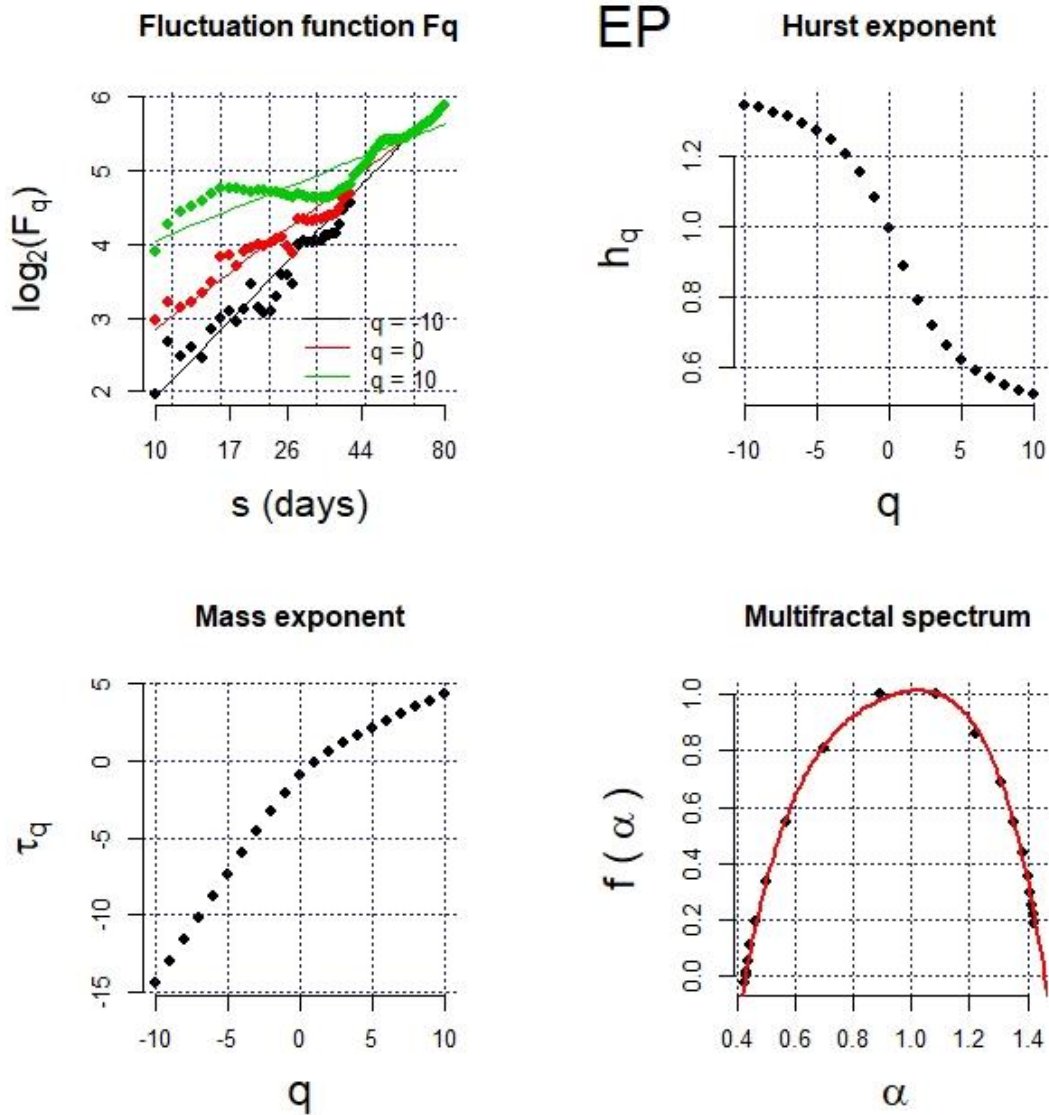 Fluctuation function Fq
6
5
4
3
2
log₂(F_q)
q = -10
q = 0
q = 10
10 17 26 44 80
s (days)
EP
Hurst exponent
1.2
1.0
0.8
0.6
h_q
-10 -5 0 5 10
q
Mass exponent
5
0
-5
-10
-15
τ_q
-10 -5 0 5 10
q
Multifractal spectrum
1.0
0.8
0.6
0.4
0.2
0.0
f ( α )
0.4 0.6 0.8 1.0 1.2 1.4
α